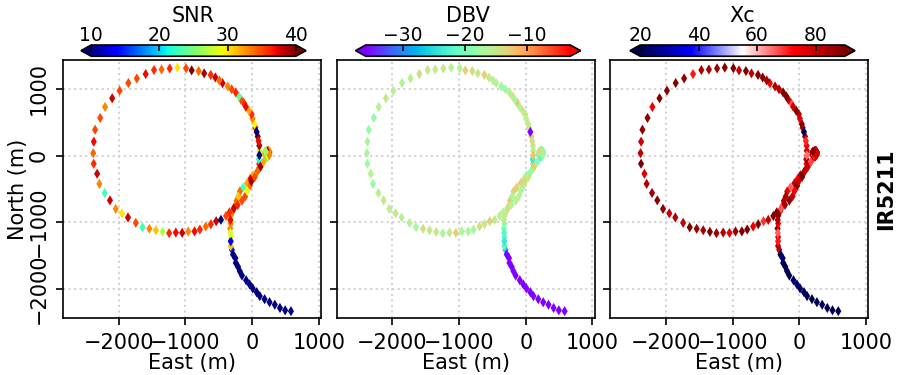 SNR DBV Xc
10 20 30 40 −30 −20 −10 20 40 60 80
1000
0
−1000
−2000
North (m)
IR5211
−2000 −1000 0 1000 −2000 −1000 0 1000 −2000 −1000 0 1000
East (m) East (m) East (m)